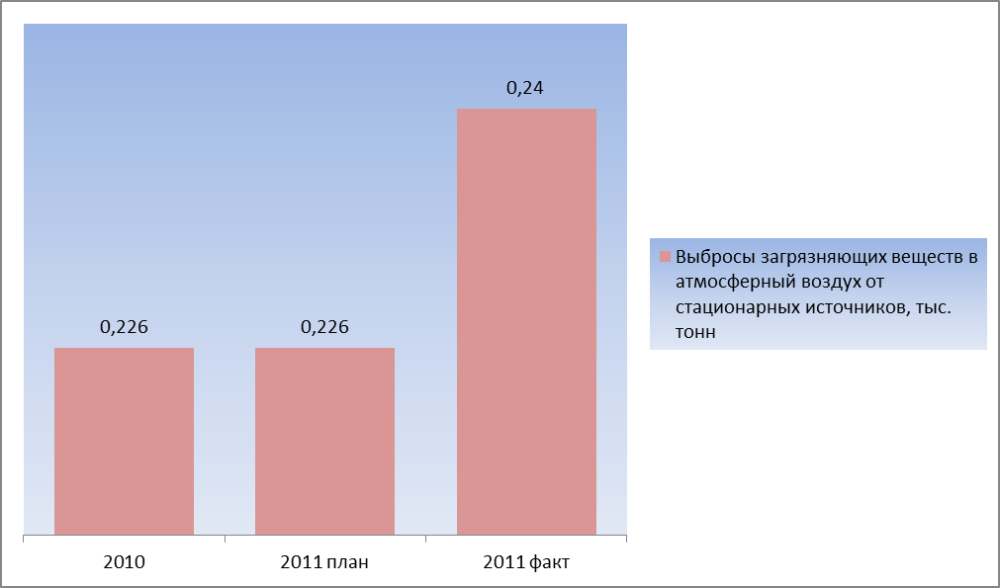 0,24
0,226
0,226
2010
2011 план
2011 факт
Выбросы загрязняющих веществ в
атмосферный воздух от
стационарных источников, тыс.
тонн